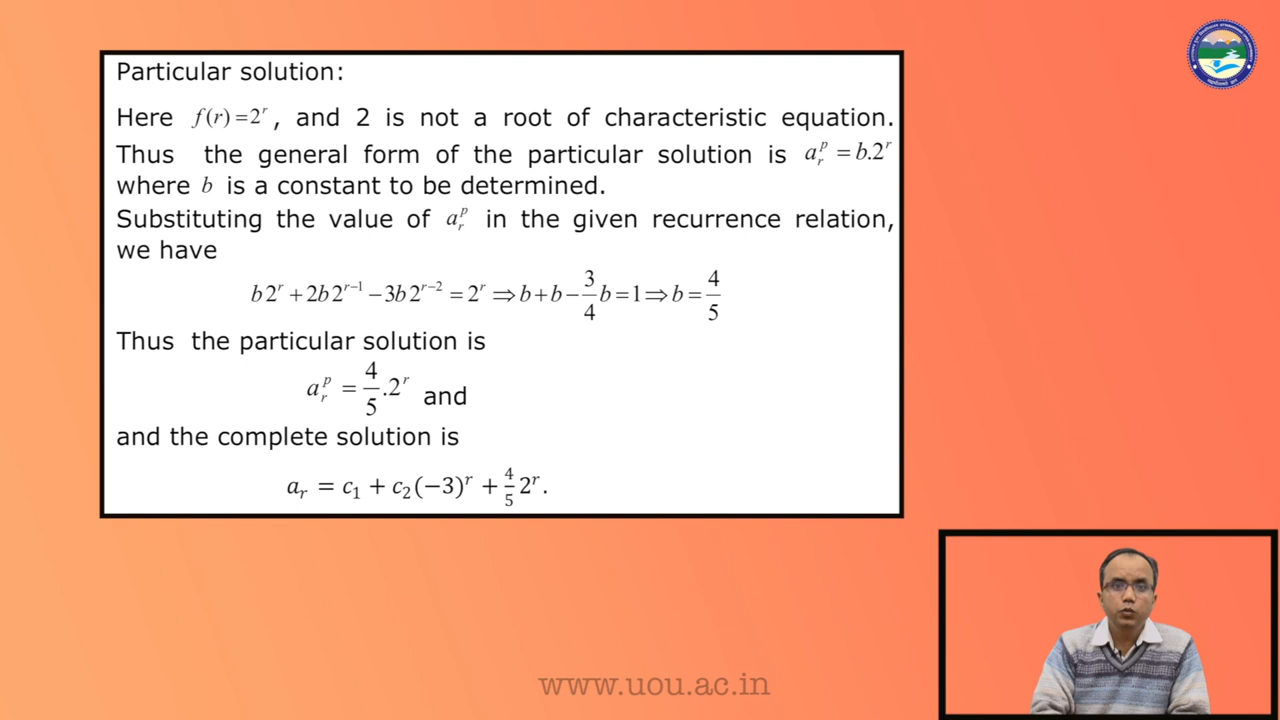 Particular solution:
Here f(r)=2^r, and 2 is not a root of characteristic equation.
Thus the general form of the particular solution is a_r^p = b.2^r
where b is a constant to be determined.
Substituting the value of a_r^p in the given recurrence relation,
we have
b2^r + 2b2^{r-1} − 3b2^{r-2} = 2^r ⇒ b + b − 3/4 b = 1 ⇒ b = 4/5
Thus the particular solution is
a_r^p = 4/5 .2^r and
and the complete solution is
a_r = c_1 + c_2(−3)^r + 4/5 2^r.
www.uou.ac.in